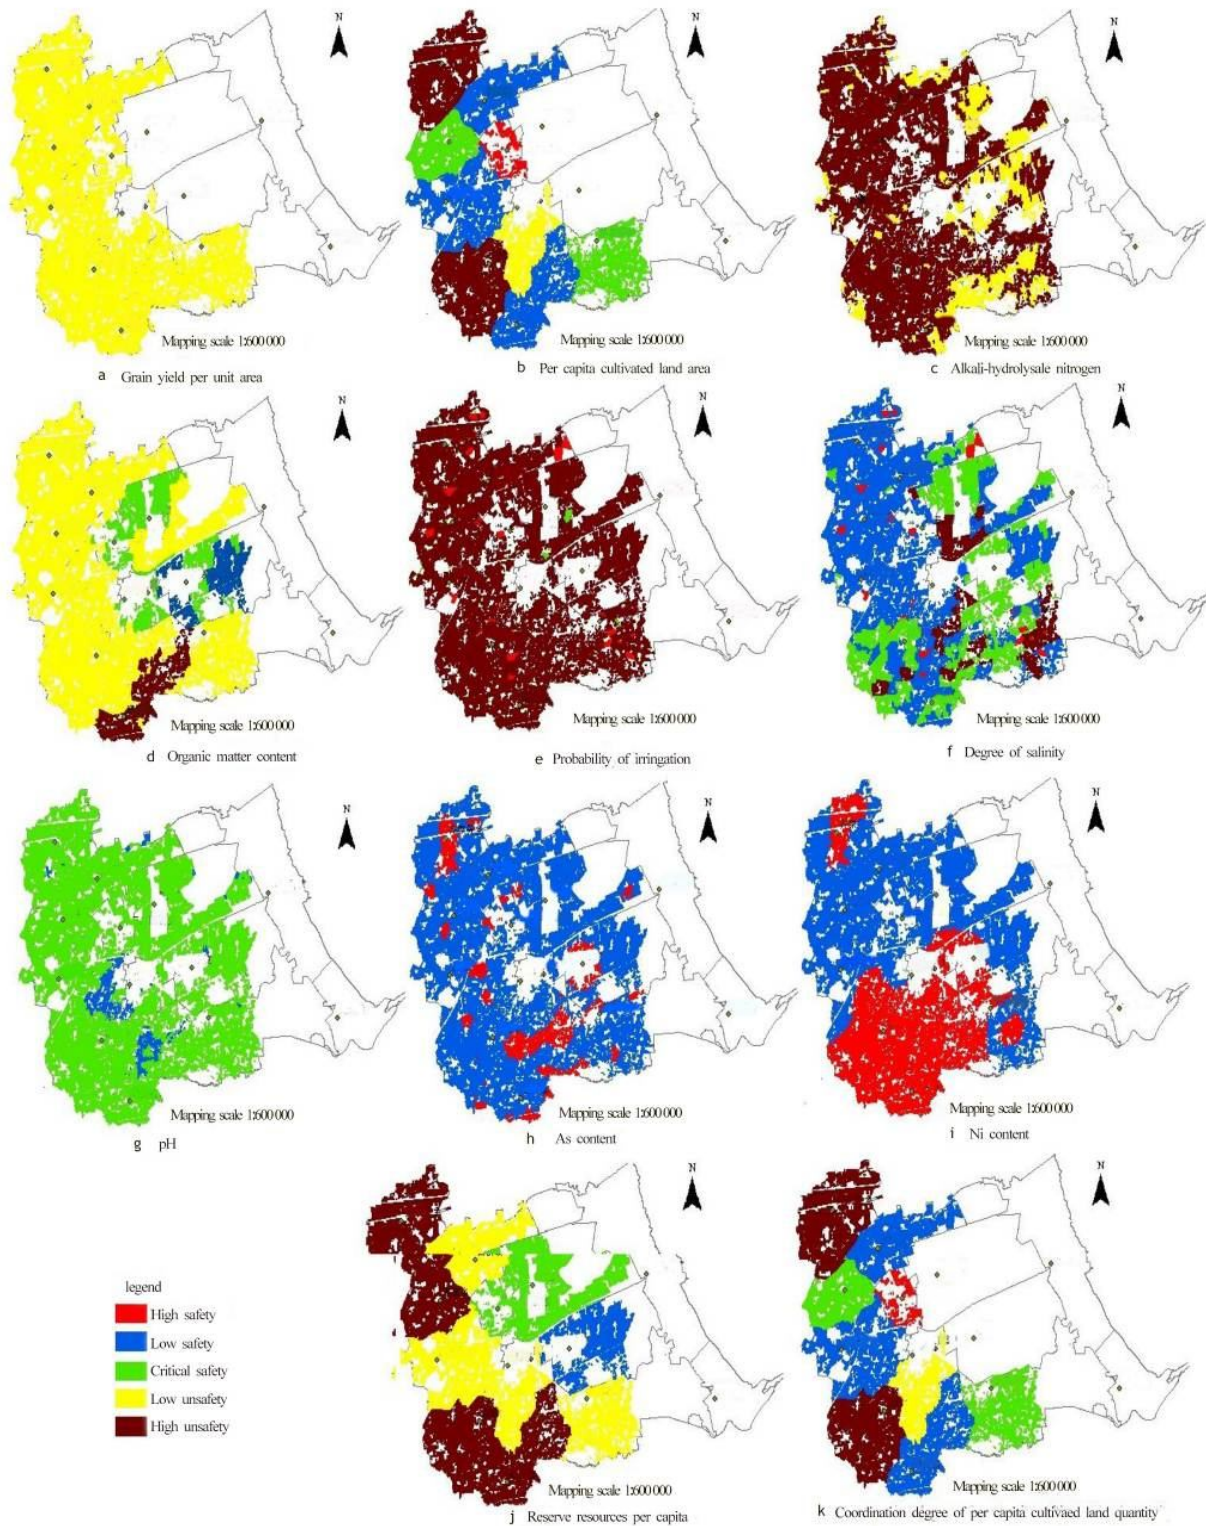 N
N
N
Mapping scale 1:600 000
Mapping scale 1:600 000
Mapping scale 1:600 000
a Grain yield per unit area
b Per capita cultivated land area
c Alkali-hydrolysale nitrogen
N
N
N
Mapping scale 1:600 000
Mapping scale 1:600 000
Mapping scale 1:600 000
d Organic matter content
e Probability of irringation
f Degree of salinity
N
N
N
Mapping scale 1:600 000
Mapping scale 1:600 000
Mapping scale 1:600 000
g pH
h As content
i Ni content
N
N
legend
High safety
Low safety
Critical safety
Low unsafety
High unsafety
Mapping scale 1:600 000
Mapping scale 1:600 000
j Reserve resources per capita
k Coordination degree of per capita cultivaed land quantity